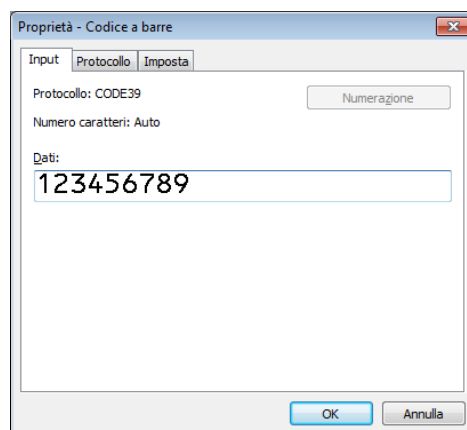 Proprietà - Codice a barre
Input Protocollo Imposta
Protocollo: CODE39 Numerazione
Numero caratteri: Auto
Dati:
123456789
OK Annulla